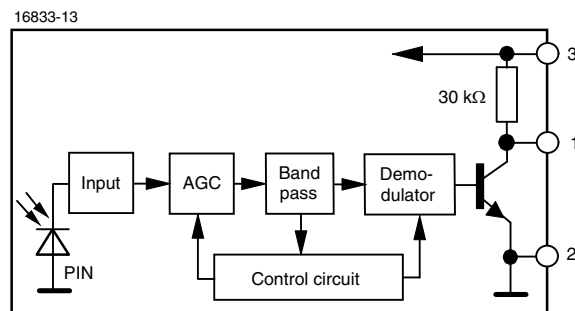 16833-13
3
30 kΩ
1
Input
AGC
Band
pass
Demo-
dulator
PIN
Control circuit
2